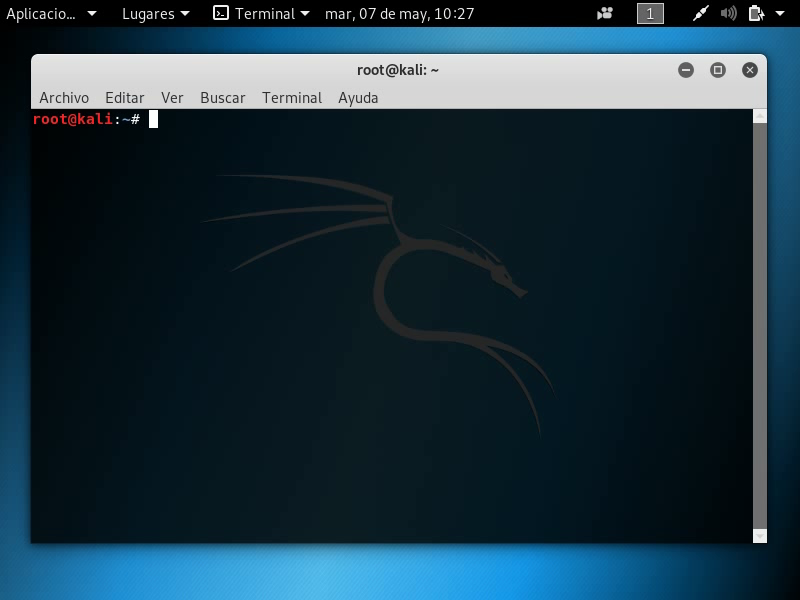 Aplicacio... Lugares Terminal mar, 07 de may, 10:27 1
root@kali: ~
Archivo Editar Ver Buscar Terminal Ayuda
root@kali:~#